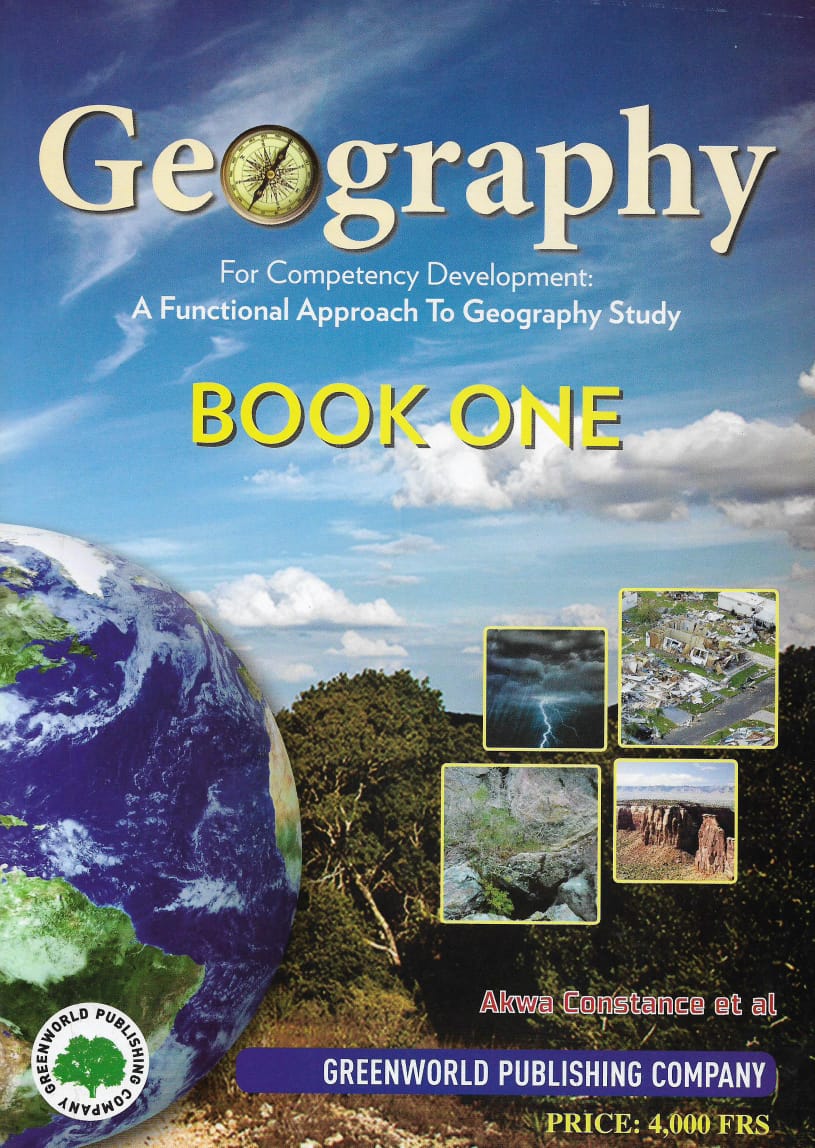 Geography
For Competency Development:
A Functional Approach To Geography Study
BOOK ONE
Akwa Constance et al
GREENWORLD PUBLISHING COMPANY
GREENWORLD PUBLISHING COMPANY
PRICE: 4,000 FRS